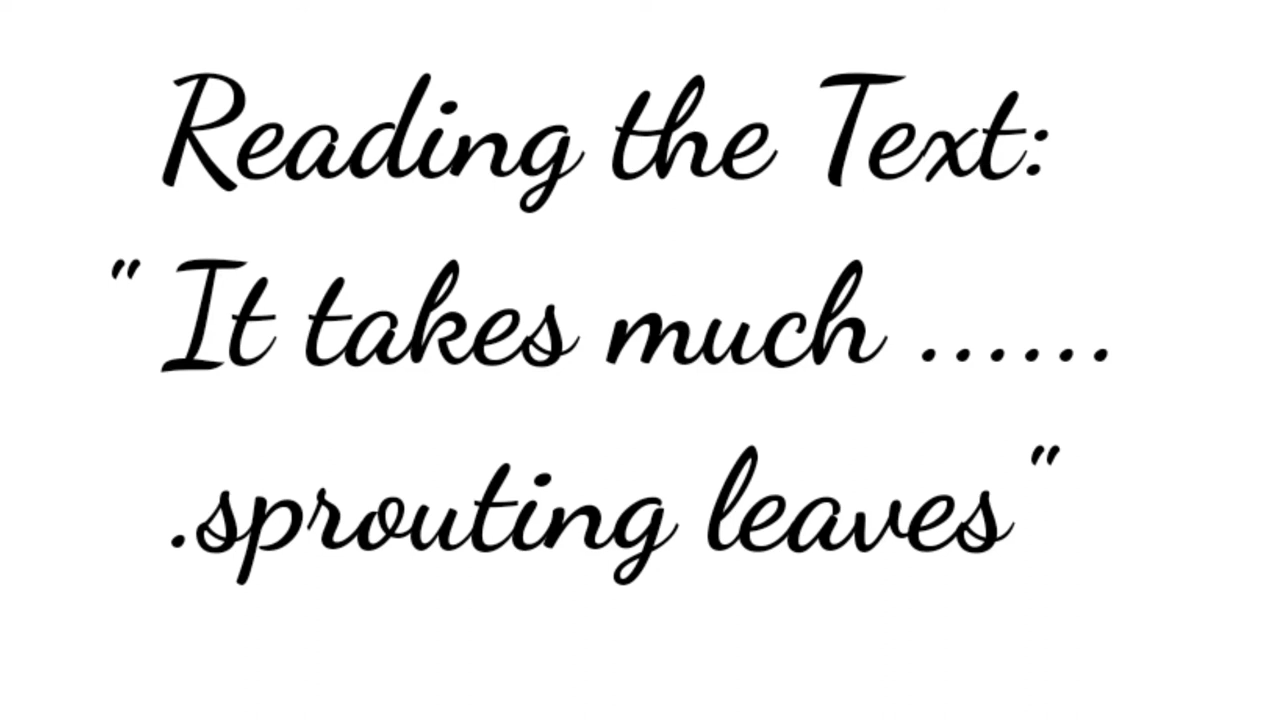 Reading the Text:
" It takes much ......
.sprouting leaves"